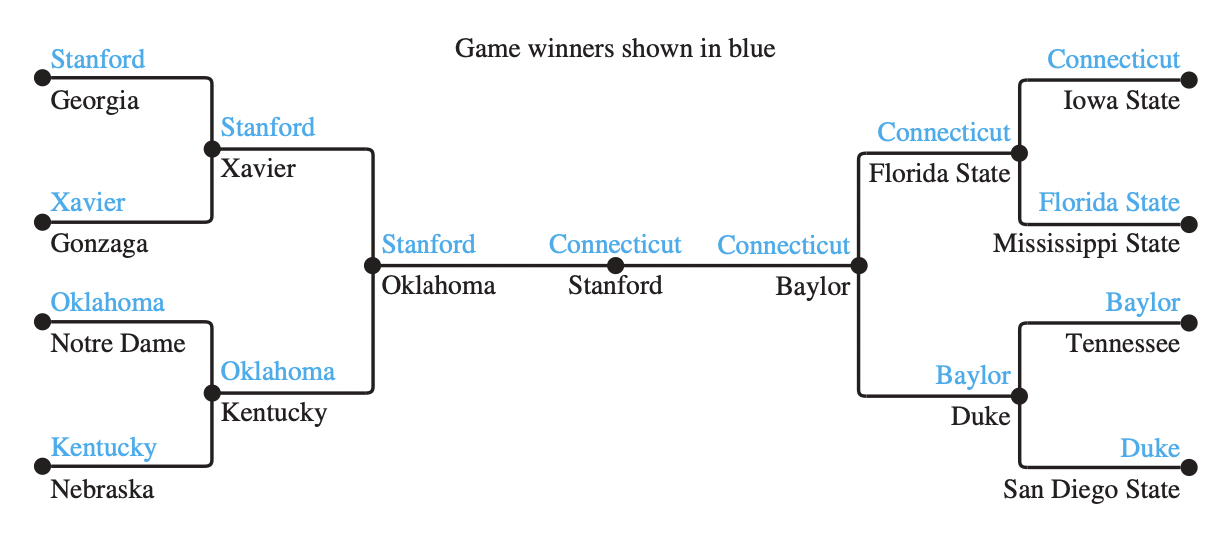 Game winners shown in blue
Stanford
Georgia
Stanford
Xavier
Xavier
Gonzaga
Stanford
Oklahoma
Oklahoma
Notre Dame
Oklahoma
Kentucky
Kentucky
Nebraska
Connecticut
Stanford
Connecticut
Baylor
Connecticut
Iowa State
Connecticut
Florida State
Florida State
Mississippi State
Baylor
Tennessee
Baylor
Duke
Duke
San Diego State